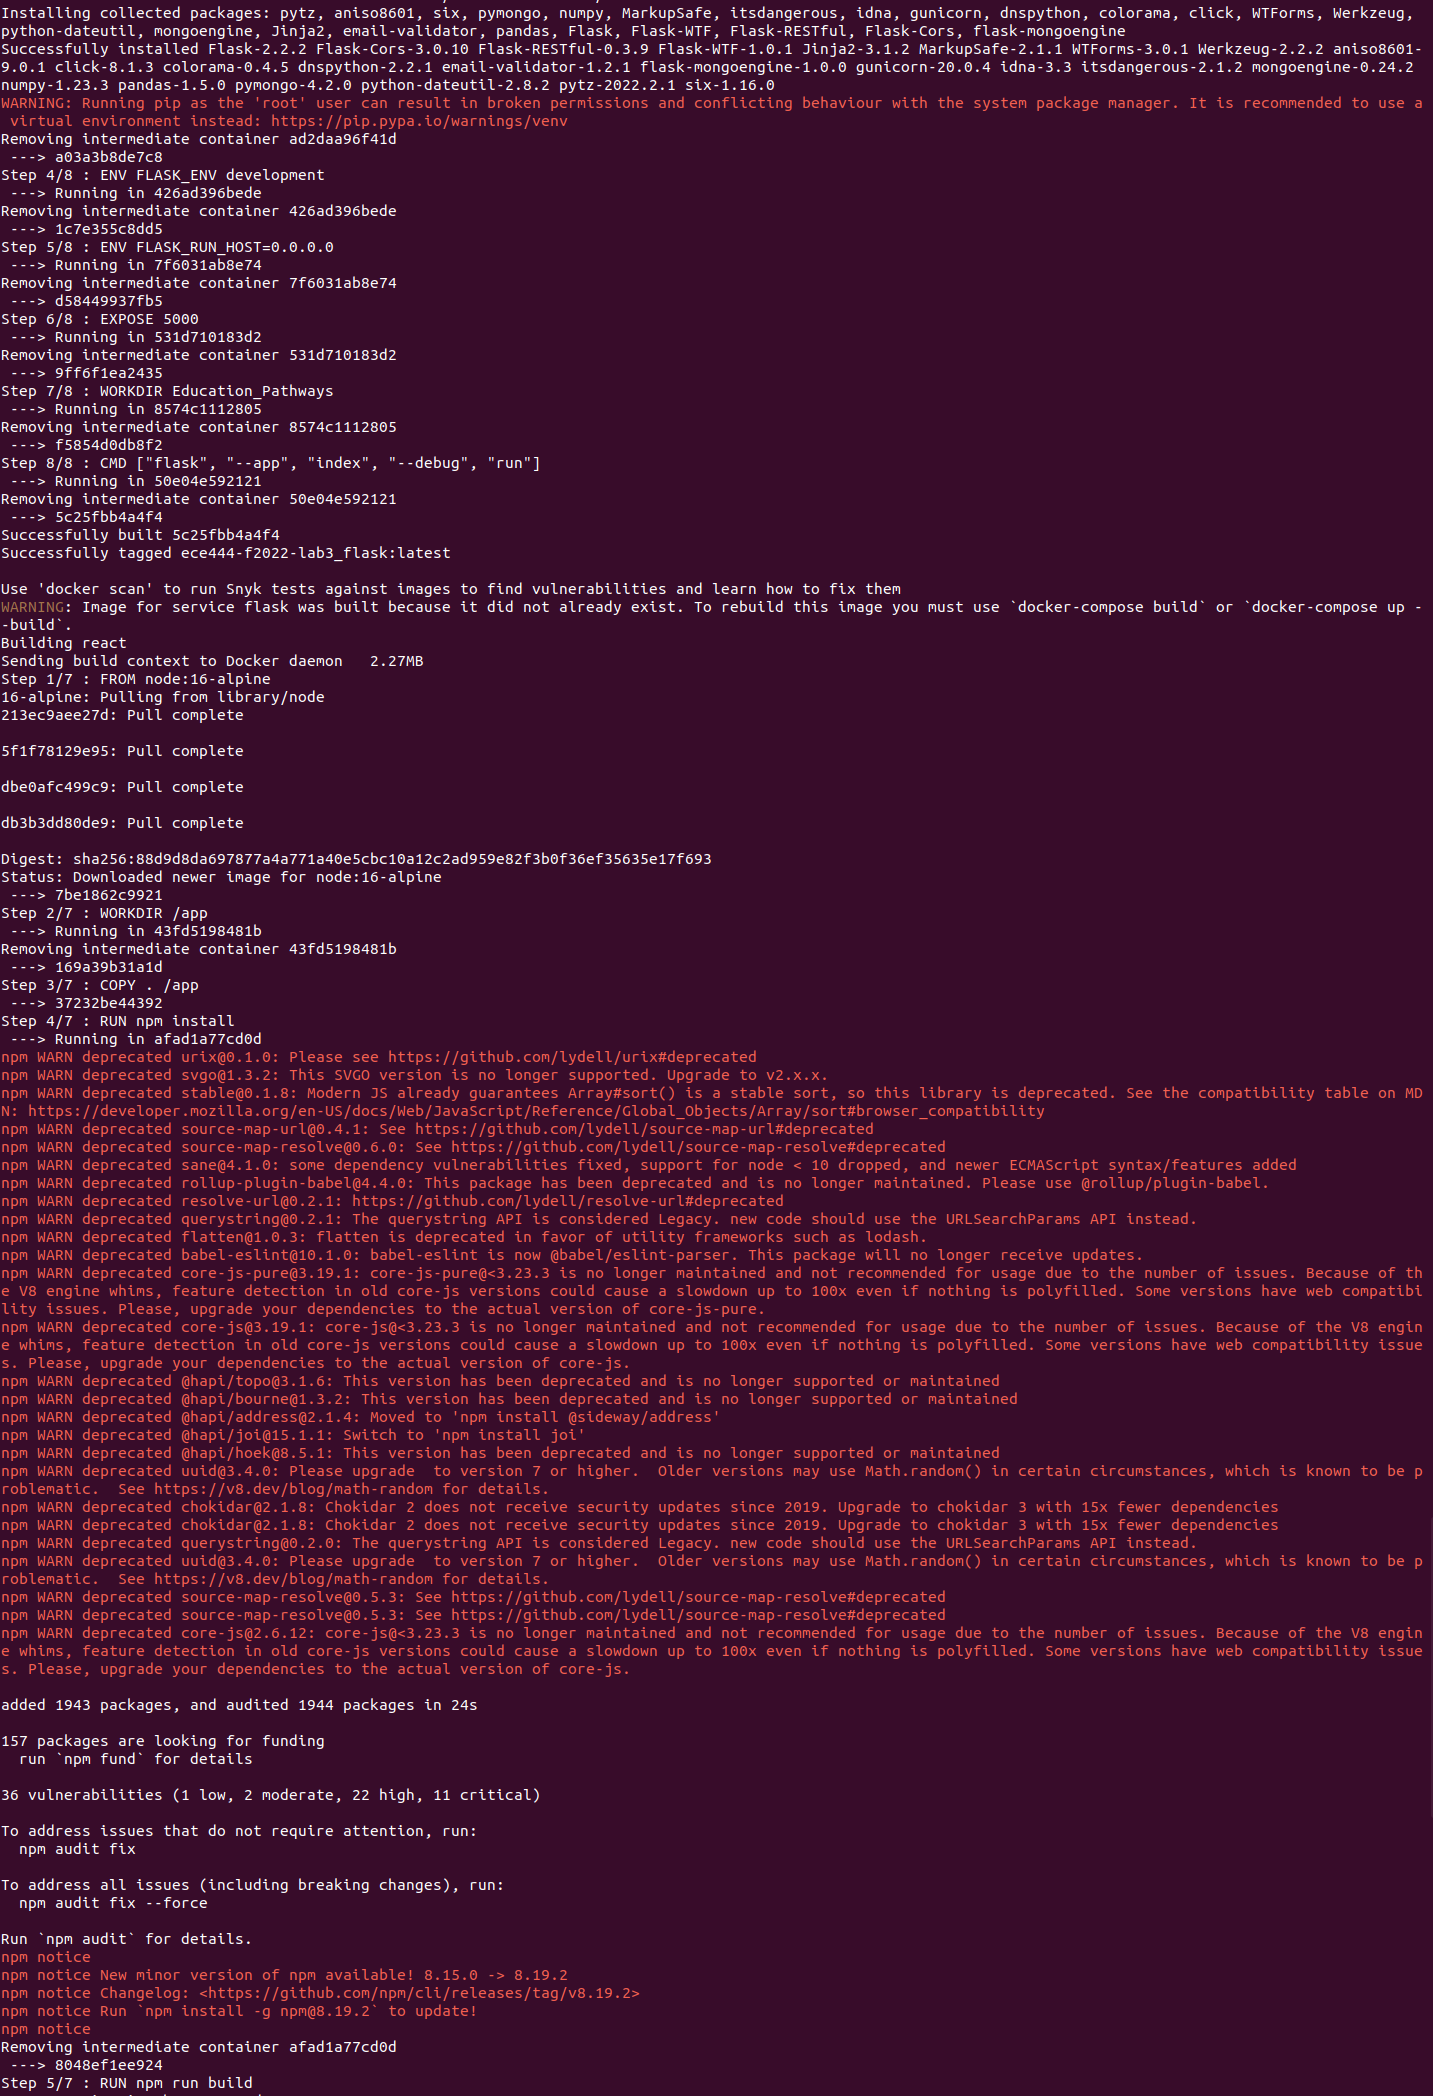 Installing collected packages: pytz, aniso8601, six, pymongo, numpy, MarkupSafe, itsdangerous, idna, gunicorn, dnspython, colorama, click, WTForms, Werkzeug,
python-dateutil, mongoengine, Jinja2, email-validator, pandas, Flask, Flask-WTF, Flask-RESTful, Flask-Cors, flask-mongoengine
Successfully installed Flask-2.2.2 Flask-Cors-3.0.10 Flask-RESTful-0.3.9 Flask-WTF-1.0.1 Jinja2-3.1.2 MarkupSafe-2.1.1 WTForms-3.0.1 Werkzeug-2.2.2 aniso8601-
9.0.1 click-8.1.3 colorama-0.4.5 dnspython-2.2.1 email-validator-1.2.1 flask-mongoengine-1.0.0 gunicorn-20.0.4 idna-3.3 itsdangerous-2.1.2 mongoengine-0.24.2
numpy-1.23.3 pandas-1.5.0 pymongo-4.2.0 python-dateutil-2.8.2 pytz-2022.2.1 six-1.16.0
WARNING: Running pip as the 'root' user can result in broken permissions and conflicting behaviour with the system package manager. It is recommended to use a
 virtual environment instead: https://pip.pypa.io/warnings/venv
Removing intermediate container ad2daa96f41d
 ---> a03a3b8de7c8
Step 4/8 : ENV FLASK_ENV development
 ---> Running in 426ad396bede
Removing intermediate container 426ad396bede
 ---> 1c7e355c8dd5
Step 5/8 : ENV FLASK_RUN_HOST=0.0.0.0
 ---> Running in 7f6031ab8e74
Removing intermediate container 7f6031ab8e74
 ---> d58449937fb5
Step 6/8 : EXPOSE 5000
 ---> Running in 531d710183d2
Removing intermediate container 531d710183d2
 ---> 9ff6f1ea2435
Step 7/8 : WORKDIR Education_Pathways
 ---> Running in 8574c1112805
Removing intermediate container 8574c1112805
 ---> f5854d0db8f2
Step 8/8 : CMD ["flask", "--app", "index", "--debug", "run"]
 ---> Running in 50e04e592121
Removing intermediate container 50e04e592121
 ---> 5c25fbb4a4f4
Successfully built 5c25fbb4a4f4
Successfully tagged ece444-f2022-lab3_flask:latest
Use 'docker scan' to run Snyk tests against images to find vulnerabilities and learn how to fix them
WARNING: Image for service flask was built because it did not already exist. To rebuild this image you must use `docker-compose build` or `docker-compose up -
-build`.
Building react
Sending build context to Docker daemon   2.27MB
Step 1/7 : FROM node:16-alpine
16-alpine: Pulling from library/node
213ec9aee27d: Pull complete
5f1f78129e95: Pull complete
dbe0afc499c9: Pull complete
db3b3dd80de9: Pull complete
Digest: sha256:88d9d8da697877a4a771a40e5cbc10a12c2ad959e82f3b0f36ef35635e17f693
Status: Downloaded newer image for node:16-alpine
 ---> 7be1862c9921
Step 2/7 : WORKDIR /app
 ---> Running in 43fd5198481b
Removing intermediate container 43fd5198481b
 ---> 169a39b31a1d
Step 3/7 : COPY . /app
 ---> 37232be44392
Step 4/7 : RUN npm install
 ---> Running in afad1a77cd0d
npm WARN deprecated urix@0.1.0: Please see https://github.com/lydell/urix#deprecated
npm WARN deprecated svgo@1.3.2: This SVGO version is no longer supported. Upgrade to v2.x.x.
npm WARN deprecated stable@0.1.8: Modern JS already guarantees Array#sort() is a stable sort, so this library is deprecated. See the compatibility table on MD
N: https://developer.mozilla.org/en-US/docs/Web/JavaScript/Reference/Global_Objects/Array/sort#browser_compatibility
npm WARN deprecated source-map-url@0.4.1: See https://github.com/lydell/source-map-url#deprecated
npm WARN deprecated source-map-resolve@0.6.0: See https://github.com/lydell/source-map-resolve#deprecated
npm WARN deprecated sane@4.1.0: some dependency vulnerabilities fixed, support for node < 10 dropped, and newer ECMAScript syntax/features added
npm WARN deprecated rollup-plugin-babel@4.4.0: This package has been deprecated and is no longer maintained. Please use @rollup/plugin-babel.
npm WARN deprecated resolve-url@0.2.1: https://github.com/lydell/resolve-url#deprecated
npm WARN deprecated querystring@0.2.1: The querystring API is considered Legacy. new code should use the URLSearchParams API instead.
npm WARN deprecated flatten@1.0.3: flatten is deprecated in favor of utility frameworks such as lodash.
npm WARN deprecated babel-eslint@10.1.0: babel-eslint is now @babel/eslint-parser. This package will no longer receive updates.
npm WARN deprecated core-js-pure@3.19.1: core-js-pure@<3.23.3 is no longer maintained and not recommended for usage due to the number of issues. Because of th
e V8 engine whims, feature detection in old core-js versions could cause a slowdown up to 100x even if nothing is polyfilled. Some versions have web compatibi
lity issues. Please, upgrade your dependencies to the actual version of core-js-pure.
npm WARN deprecated core-js@3.19.1: core-js@<3.23.3 is no longer maintained and not recommended for usage due to the number of issues. Because of the V8 engin
e whims, feature detection in old core-js versions could cause a slowdown up to 100x even if nothing is polyfilled. Some versions have web compatibility issue
s. Please, upgrade your dependencies to the actual version of core-js.
npm WARN deprecated @hapi/topo@3.1.6: This version has been deprecated and is no longer supported or maintained
npm WARN deprecated @hapi/bourne@1.3.2: This version has been deprecated and is no longer supported or maintained
npm WARN deprecated @hapi/address@2.1.4: Moved to 'npm install @sideway/address'
npm WARN deprecated @hapi/joi@15.1.1: Switch to 'npm install joi'
npm WARN deprecated @hapi/hoek@8.5.1: This version has been deprecated and is no longer supported or maintained
npm WARN deprecated uuid@3.4.0: Please upgrade  to version 7 or higher.  Older versions may use Math.random() in certain circumstances, which is known to be p
roblematic.  See https://v8.dev/blog/math-random for details.
npm WARN deprecated chokidar@2.1.8: Chokidar 2 does not receive security updates since 2019. Upgrade to chokidar 3 with 15x fewer dependencies
npm WARN deprecated chokidar@2.1.8: Chokidar 2 does not receive security updates since 2019. Upgrade to chokidar 3 with 15x fewer dependencies
npm WARN deprecated querystring@0.2.0: The querystring API is considered Legacy. new code should use the URLSearchParams API instead.
npm WARN deprecated uuid@3.4.0: Please upgrade  to version 7 or higher.  Older versions may use Math.random() in certain circumstances, which is known to be p
roblematic.  See https://v8.dev/blog/math-random for details.
npm WARN deprecated source-map-resolve@0.5.3: See https://github.com/lydell/source-map-resolve#deprecated
npm WARN deprecated source-map-resolve@0.5.3: See https://github.com/lydell/source-map-resolve#deprecated
npm WARN deprecated core-js@2.6.12: core-js@<3.23.3 is no longer maintained and not recommended for usage due to the number of issues. Because of the V8 engin
e whims, feature detection in old core-js versions could cause a slowdown up to 100x even if nothing is polyfilled. Some versions have web compatibility issue
s. Please, upgrade your dependencies to the actual version of core-js.
added 1943 packages, and audited 1944 packages in 24s
157 packages are looking for funding
  run `npm fund` for details
36 vulnerabilities (1 low, 2 moderate, 22 high, 11 critical)
To address issues that do not require attention, run:
  npm audit fix
To address all issues (including breaking changes), run:
  npm audit fix --force
Run `npm audit` for details.
npm notice
npm notice New minor version of npm available! 8.15.0 -> 8.19.2
npm notice Changelog: <https://github.com/npm/cli/releases/tag/v8.19.2>
npm notice Run `npm install -g npm@8.19.2` to update!
npm notice
Removing intermediate container afad1a77cd0d
 ---> 8048ef1ee924
Step 5/7 : RUN npm run build